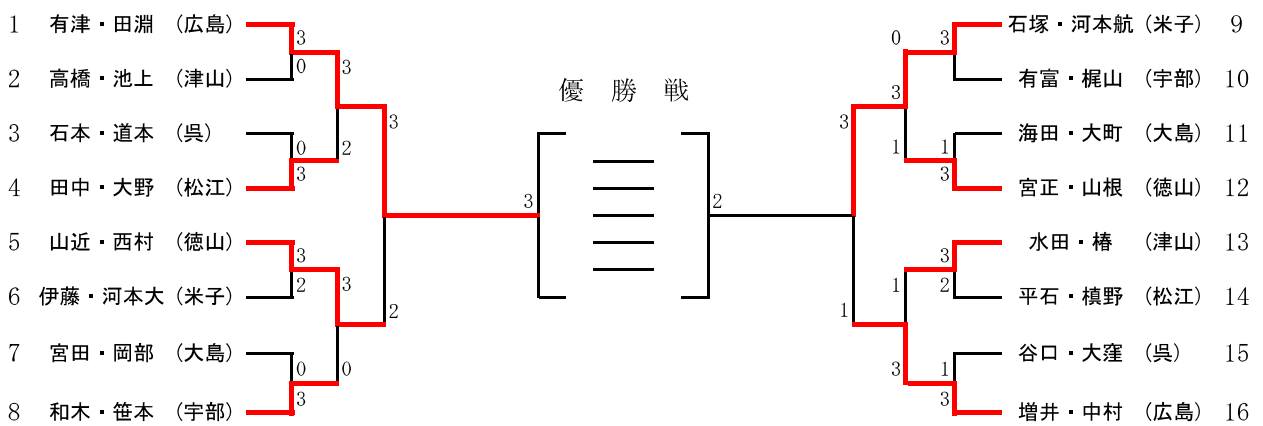 1 有津・田淵 （広島）
3
0
2 高橋・池上 （津山）
3
3 石本・道本 （呉）
0
3
4 田中・大野 （松江）
2
3
5 山近・西村 （徳山）
3
2
6 伊藤・河本大（米子）
3
7 宮田・岡部 （大島）
0
3
8 和木・笹本 （宇部）
0
2
優 勝 戦
3
2
石塚・河本航（米子） 9
3
0
有富・梶山 （宇部） 10
3
海田・大町 （大島） 11
1
3
宮正・山根 （徳山） 12
1
3
水田・椿 （津山） 13
3
2
平石・槙野 （松江） 14
1
谷口・大窪 （呉） 15
1
3
増井・中村 （広島） 16
3
1